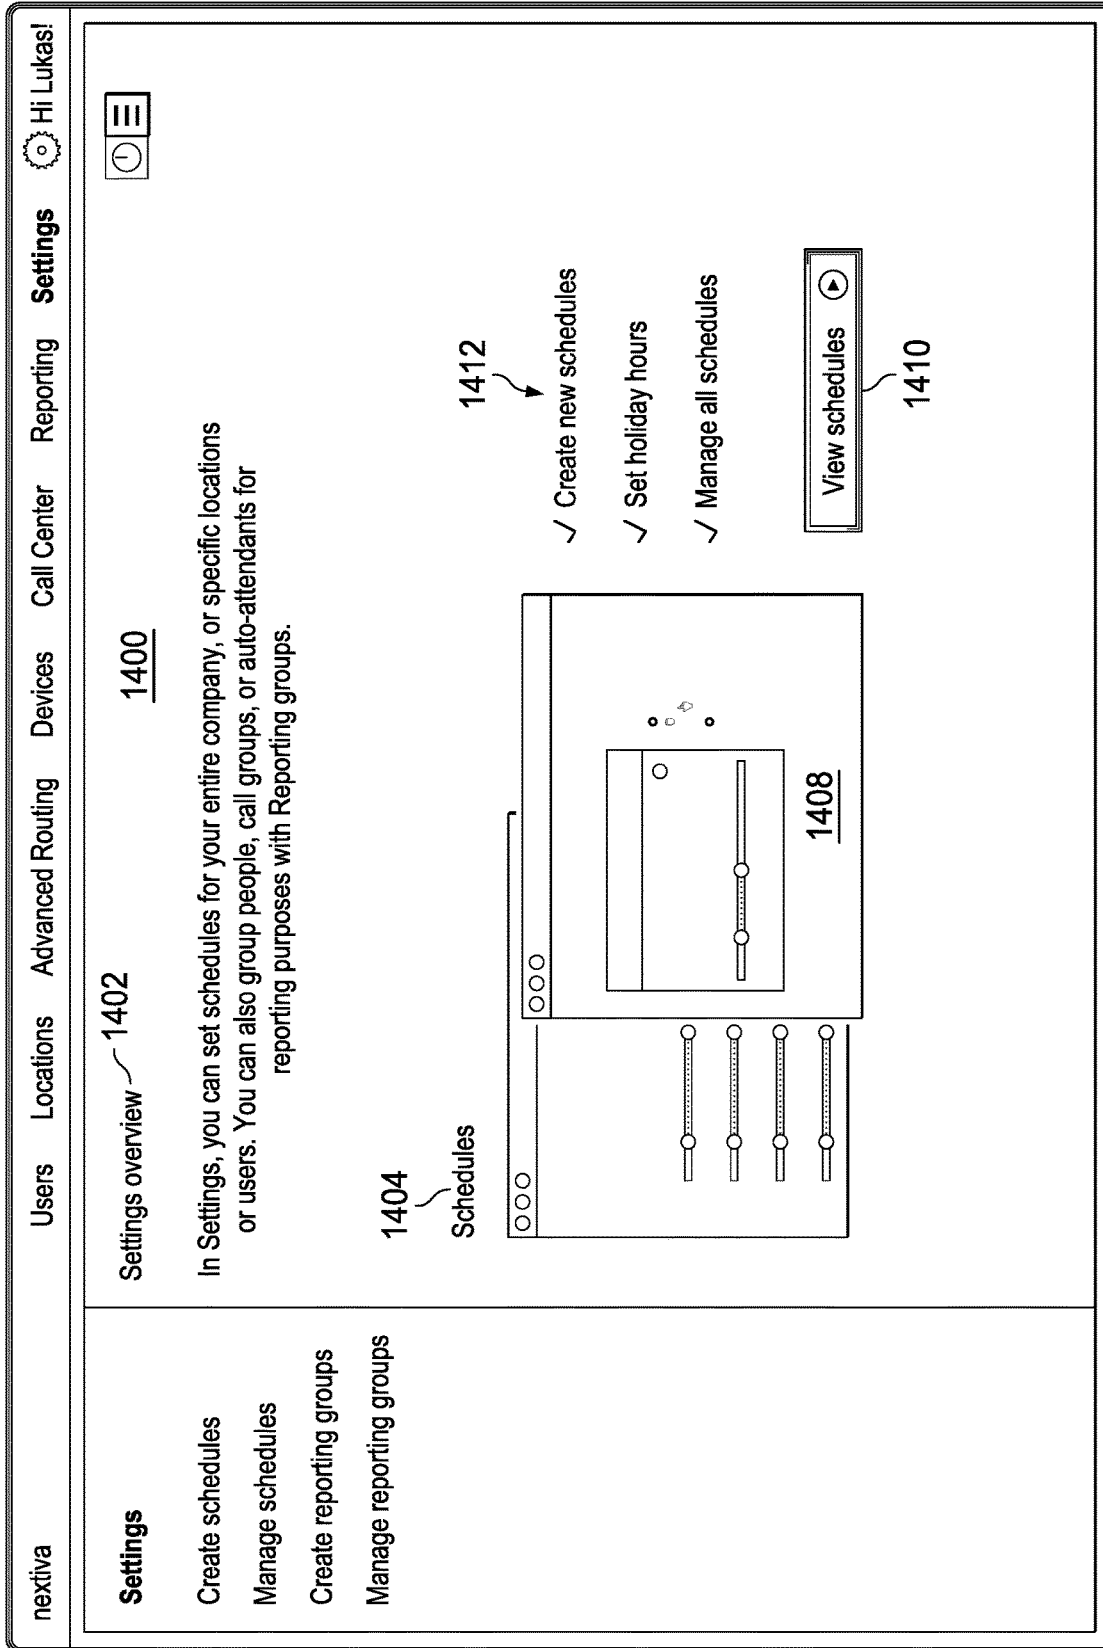 nextiva
Users Locations Advanced Routing Devices Call Center Reporting Settings Hi Lukas!
Settings
Create schedules
Manage schedules
Create reporting groups
Manage reporting groups
Settings overview 1402
1400
In Settings, you can set schedules for your entire company, or specific locations
or users. You can also group people, call groups, or auto-attendants for
reporting purposes with Reporting groups.
1404
Schedules
1408
1412
✓ Create new schedules
✓ Set holiday hours
✓ Manage all schedules
View schedules
1410